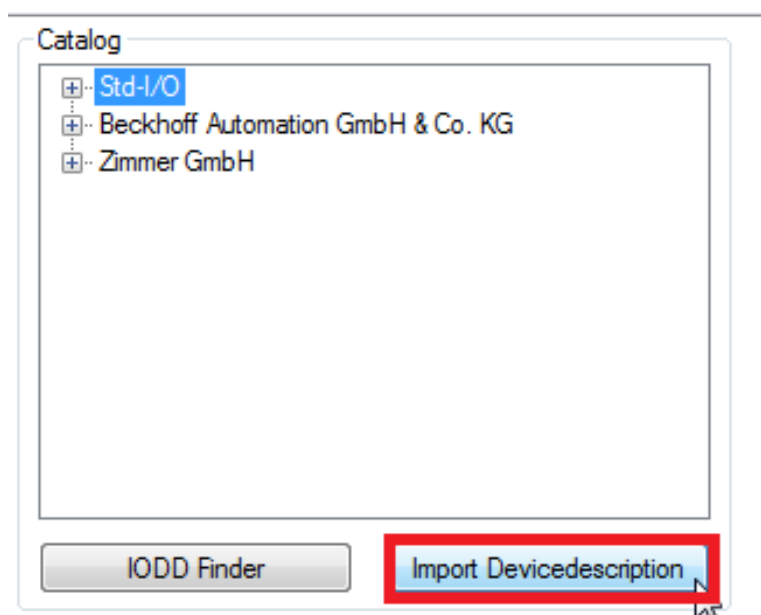 Catalog
Std-I/O
Beckhoff Automation GmbH & Co. KG
Zimmer GmbH
IODD Finder
Import Devicedescription